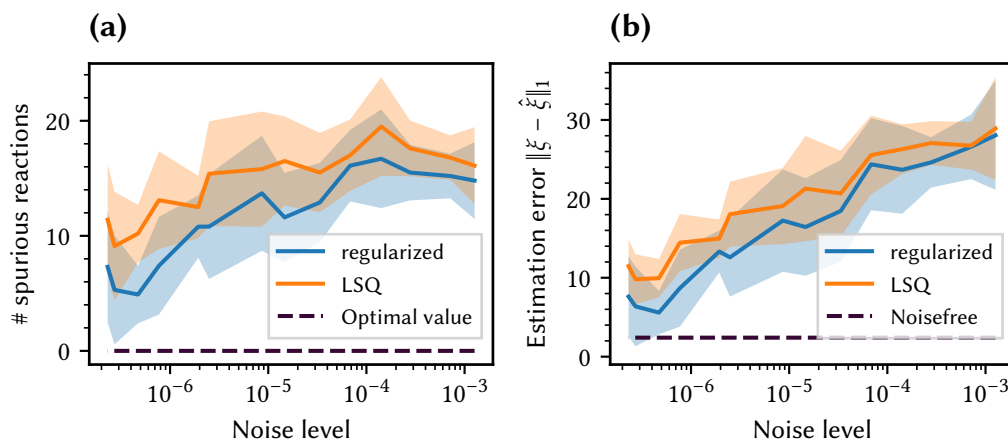 (a)
# spurious reactions
20
10
0
regularized
LSQ
Optimal value
10⁻⁶
10⁻⁵
10⁻⁴
10⁻³
Noise level
(b)
Estimation error ‖ξ − ξ̂‖₁
30
20
10
0
regularized
LSQ
Noisefree
10⁻⁶
10⁻⁵
10⁻⁴
10⁻³
Noise level